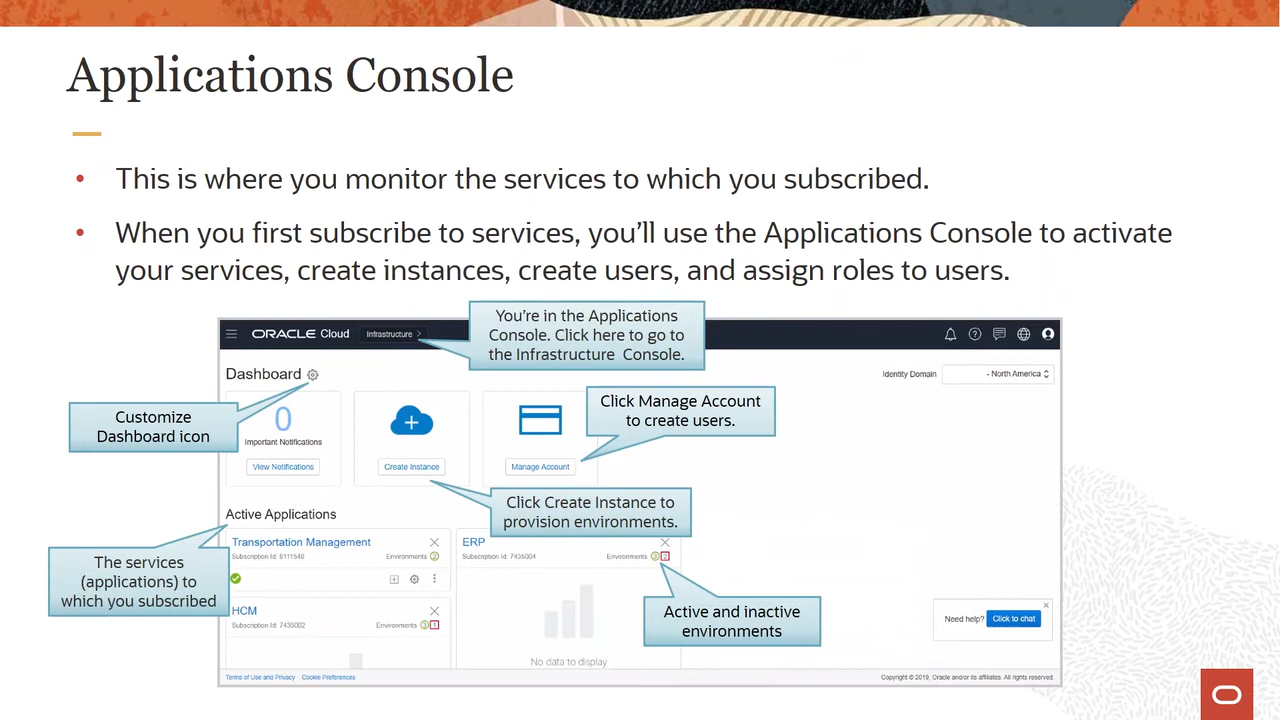 Applications Console
• This is where you monitor the services to which you subscribed.
• When you first subscribe to services, you’ll use the Applications Console to activate
your services, create instances, create users, and assign roles to users.
ORACLE Cloud
Infrastructure >
You’re in the Applications
Console. Click here to go to
the Infrastructure Console.
Dashboard
Identity Domain
- North America
Customize
Dashboard icon
0
Important Notifications
View Notifications
Create Instance
Manage Account
Click Manage Account
to create users.
Click Create Instance to
provision environments.
Active Applications
The services
(applications) to
which you subscribed
Transportation Management
Subscription Id: 8111548
Environments 2
ERP
Subscription Id: 7435004
Environments 3 2
HCM
Subscription Id: 7435002
Environments 3 1
No data to display
Active and inactive
environments
Need help? Click to chat
Terms of Use and Privacy Cookie Preferences
Copyright © 2019, Oracle and/or its affiliates. All rights reserved.